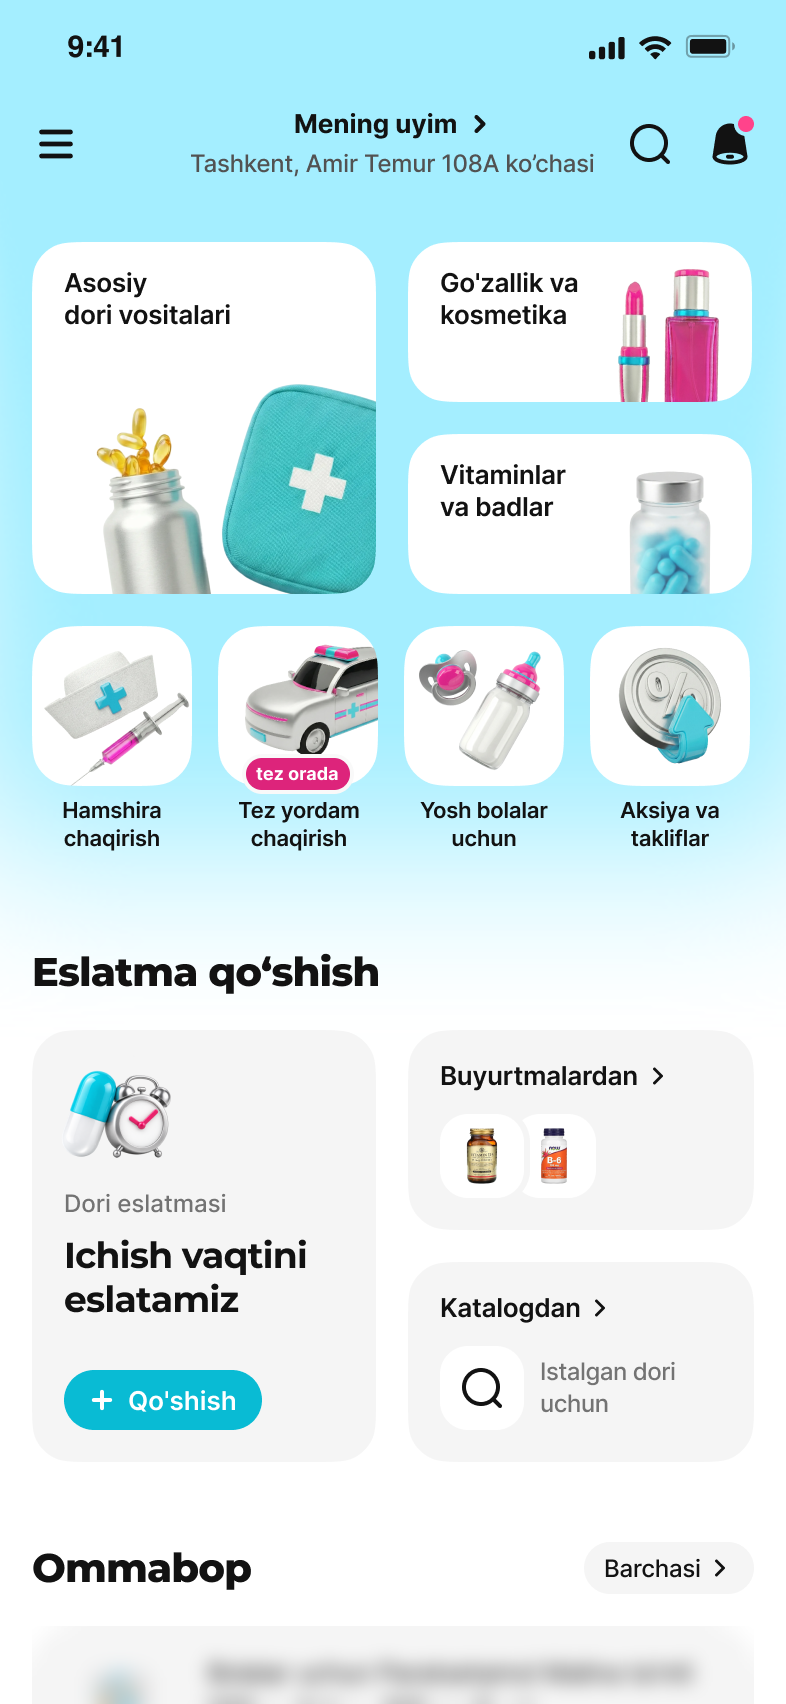 9:41
Mening uyim
Tashkent, Amir Temur 108A ko’chasi
Asosiy
dori vositalari
Go'zallik va
kosmetika
Vitaminlar
va badlar
tez orada
Hamshira
chaqirish
Tez yordam
chaqirish
Yosh bolalar
uchun
Aksiya va
takliflar
Eslatma qo‘shish
Dori eslatmasi
Ichish vaqtini
eslatamiz
Qo'shish
Buyurtmalardan
B-6
Katalogdan
Istalgan dori
uchun
Ommabop
Barchasi